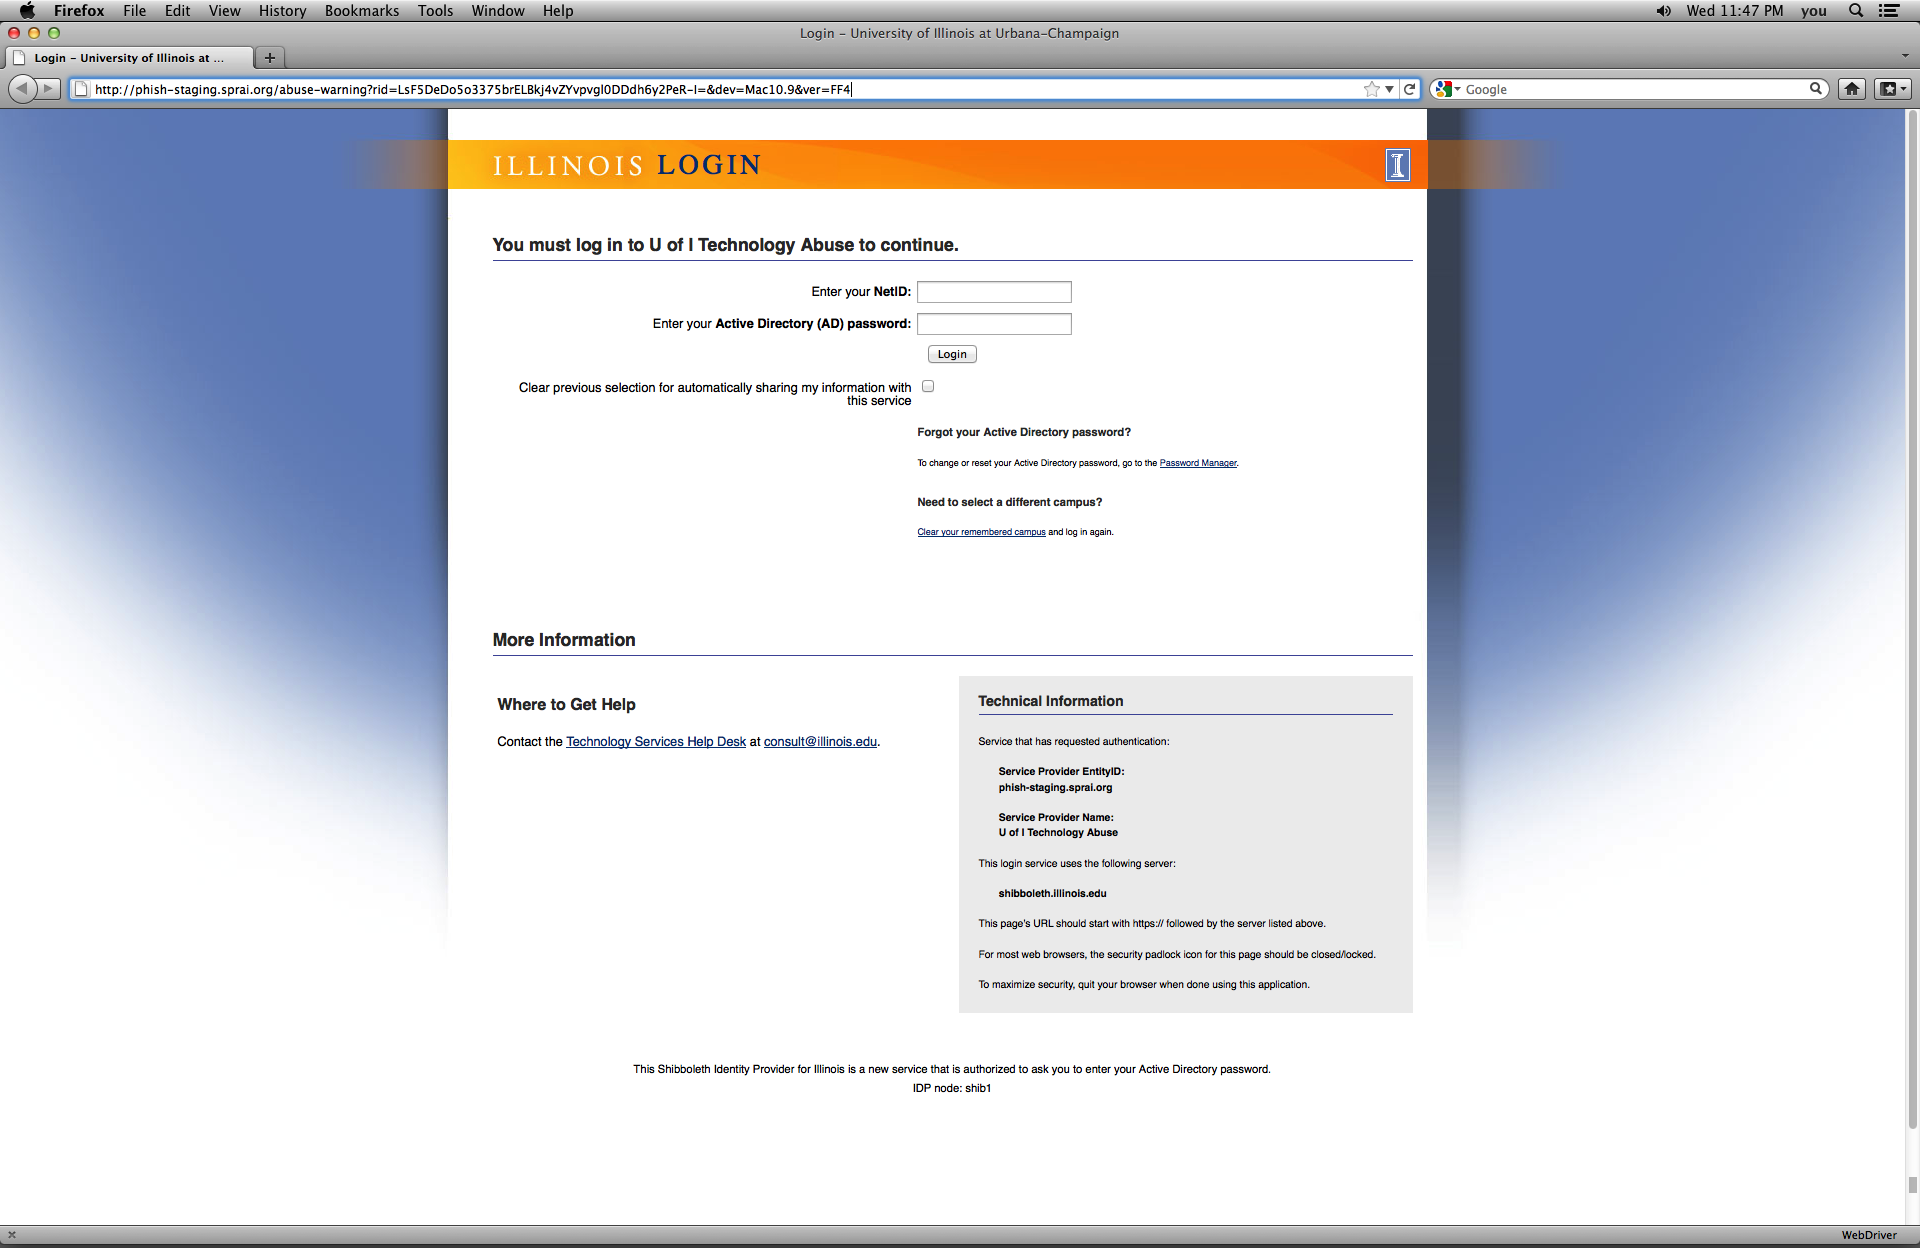 Firefox File Edit View History Bookmarks Tools Window Help Wed 11:47 PM you
Login – University of Illinois at Urbana-Champaign
Login – University of Illinois at ...
http://phish-staging.sprai.org/abuse-warning?rid=LsF5DeDo5o3375brELBkj4vZYvpvgl0DDdh6y2PeR-I=&dev=Mac10.9&ver=FF4
Google
ILLINOIS LOGIN
I
You must log in to U of I Technology Abuse to continue.
Enter your NetID:
Enter your Active Directory (AD) password:
Login
Clear previous selection for automatically sharing my information with
this service
Forgot your Active Directory password?
To change or reset your Active Directory password, go to the Password Manager.
Need to select a different campus?
Clear your remembered campus and log in again.
More Information
Where to Get Help
Contact the Technology Services Help Desk at consult@illinois.edu.
Technical Information
Service that has requested authentication:
Service Provider EntityID:
phish-staging.sprai.org
Service Provider Name:
U of I Technology Abuse
This login service uses the following server:
shibboleth.illinois.edu
This page's URL should start with https:// followed by the server listed above.
For most web browsers, the security padlock icon for this page should be closed/locked.
To maximize security, quit your browser when done using this application.
This Shibboleth Identity Provider for Illinois is a new service that is authorized to ask you to enter your Active Directory password.
IDP node: shib1
WebDriver